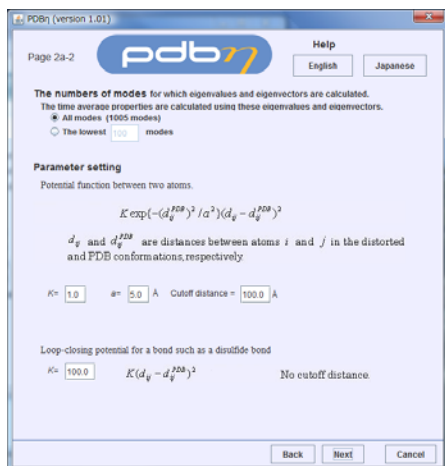 PDBη (version 1.01)
Page 2a-2
pdbη
Help
English Japanese
The numbers of modes for which eigenvalues and eigenvectors are calculated.
The time average properties are calculated using these eigenvalues and eigenvectors.
All modes (1005 modes)
The lowest 100 modes
Parameter setting
Potential function between two atoms.
K exp{-(d_ij^PDB)^2 / a^2}(d_ij - d_ij^PDB)^2
d_ij and d_ij^PDB are distances between atoms i and j in the distorted
and PDB conformations, respectively
K= 1.0 a= 5.0 Å Cutoff distance = 100.0 Å
Loop-closing potential for a bond such as a disulfide bond
K= 100.0 K(d_ij - d_ij^PDB)^2 No cutoff distance.
Back Next Cancel